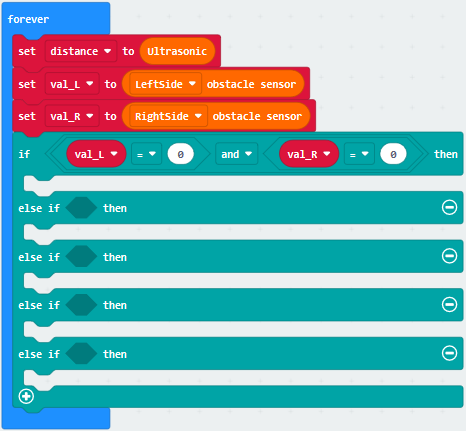 forever
set distance to Ultrasonic
set val_L to LeftSide obstacle sensor
set val_R to RightSide obstacle sensor
if val_L = 0 and val_R = 0 then
else if then
else if then
else if then
else if then